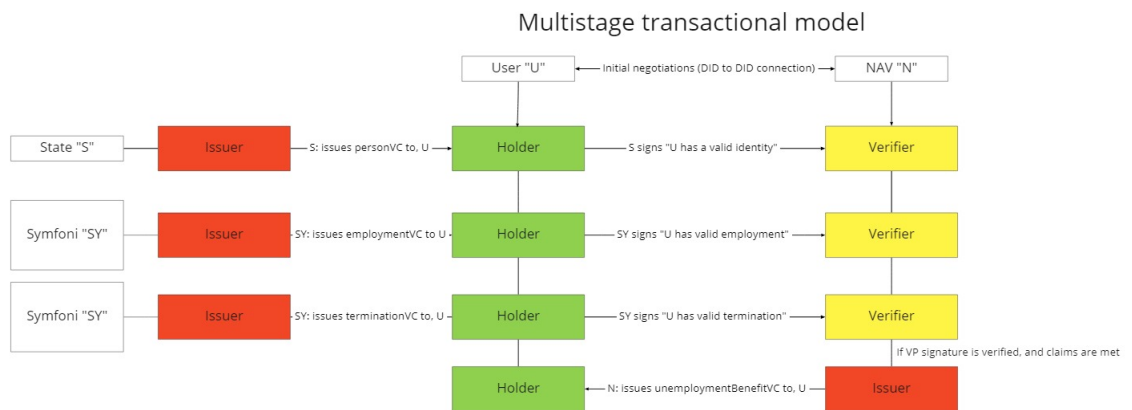 Multistage transactional model
User "U"
Initial negotiations (DID to DID connection)
NAV "N"
State "S"
Issuer
S: issues personVC to, U
Holder
S signs "U has a valid identity"
Verifier
Symfoni "SY"
Issuer
SY: issues employmentVC to U
Holder
SY signs "U has valid employment"
Verifier
Symfoni "SY"
Issuer
SY: issues terminationVC to, U
Holder
SY signs "U has valid termination"
Verifier
If VP signature is verified, and claims are met
Holder
N: issues unemploymentBenefitVC to, U
Issuer